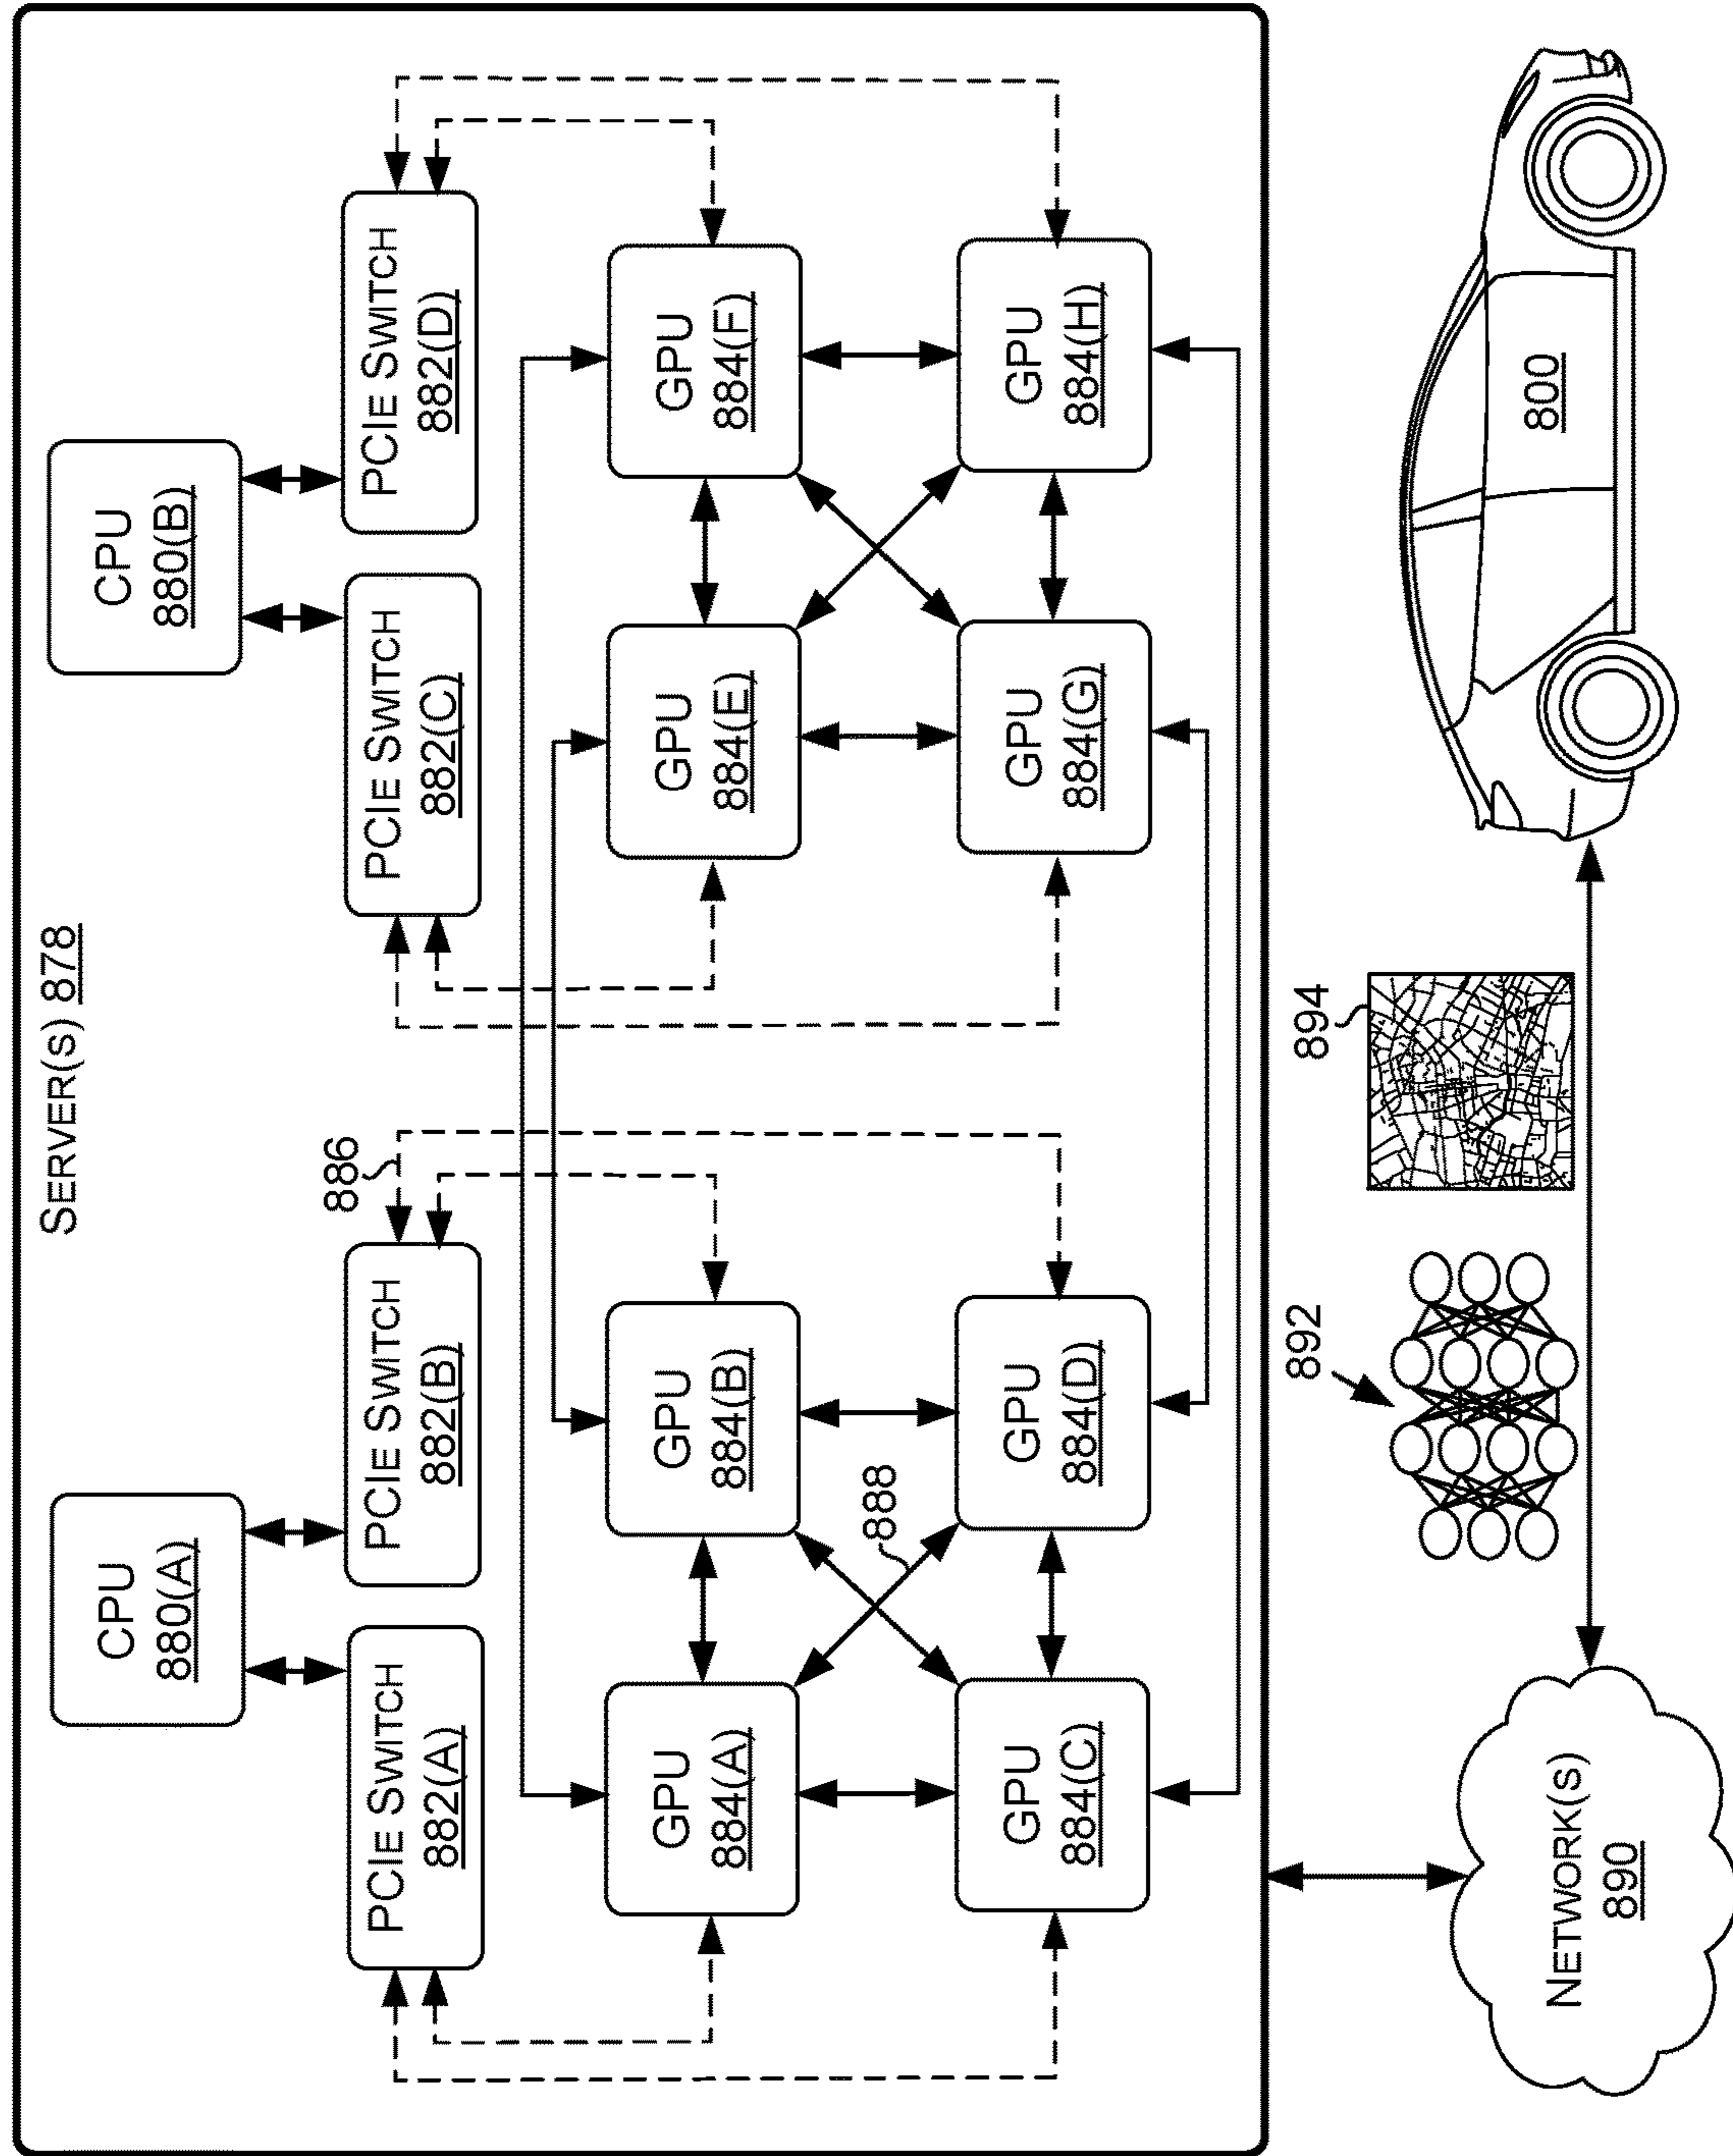 SERVER(S) 878
CPU
880(A)
CPU
880(B)
PCIE SWITCH
882(A)
PCIE SWITCH
882(B)
886
PCIE SWITCH
882(C)
PCIE SWITCH
882(D)
GPU
884(A)
GPU
884(B)
GPU
884(E)
GPU
884(F)
888
GPU
884(C)
GPU
884(D)
GPU
884(G)
GPU
884(H)
NETWORK(S)
890
892
894
800